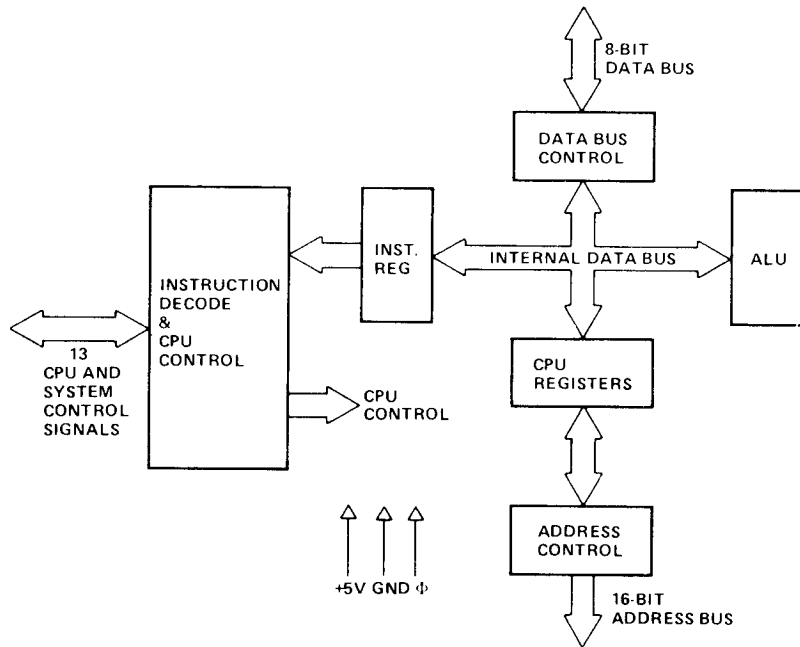 8-BIT
DATA BUS
DATA BUS
CONTROL
INSTRUCTION
DECODE
&
CPU
CONTROL
INST.
REG
INTERNAL DATA BUS
ALU
13
CPU AND
SYSTEM
CONTROL
SIGNALS
CPU
REGISTERS
CPU
CONTROL
ADDRESS
CONTROL
+5V GND Φ
16-BIT
ADDRESS BUS